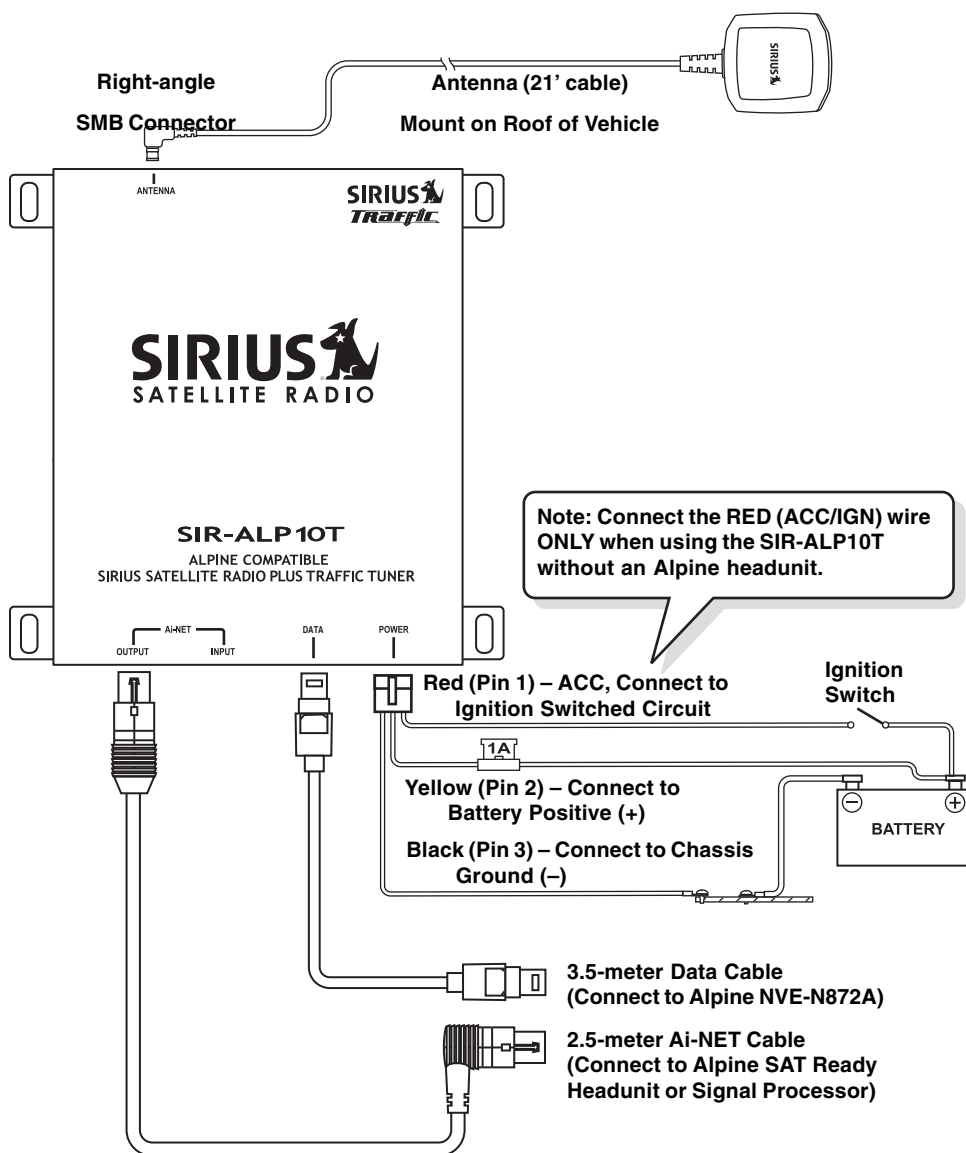 SIRIUS
Right-angle
SMB Connector
Antenna (21' cable)
Mount on Roof of Vehicle
ANTENNA
SIRIUS
Traffic
SIRIUS
SATELLITE RADIO
SIR-ALP10T
ALPINE COMPATIBLE
SIRIUS SATELLITE RADIO PLUS TRAFFIC TUNER
Note: Connect the RED (ACC/IGN) wire
ONLY when using the SIR-ALP10T
without an Alpine headunit.
Ai-NET
OUTPUT
INPUT
DATA
POWER
Red (Pin 1) – ACC, Connect to
Ignition Switched Circuit
Ignition
Switch
1A
Yellow (Pin 2) – Connect to
Battery Positive (+)
Black (Pin 3) – Connect to Chassis
Ground (–)
– +
BATTERY
3.5-meter Data Cable
(Connect to Alpine NVE-N872A)
2.5-meter Ai-NET Cable
(Connect to Alpine SAT Ready
Headunit or Signal Processor)